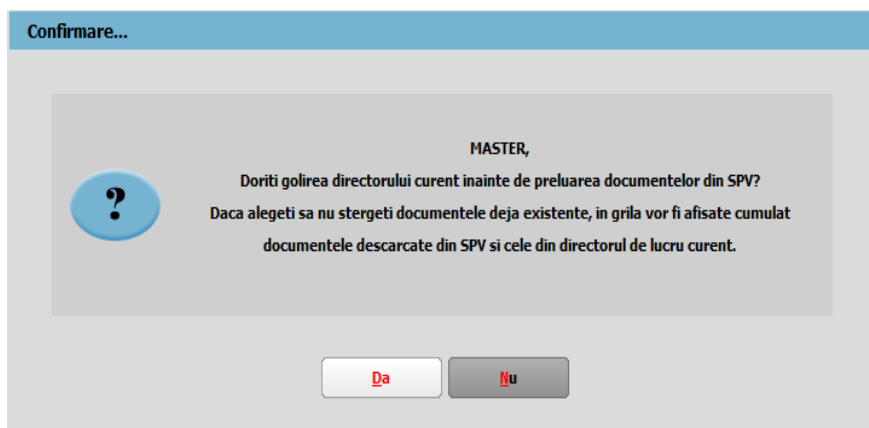 Confirmare...
MASTER,
Doriti golirea directorului curent inainte de preluarea documentelor din SPV?
Daca alegeti sa nu stergeti documentele deja existente, in grila vor fi afisate cumulat
documentele descarcate din SPV si cele din directorul de lucru curent.
?
Da
Nu